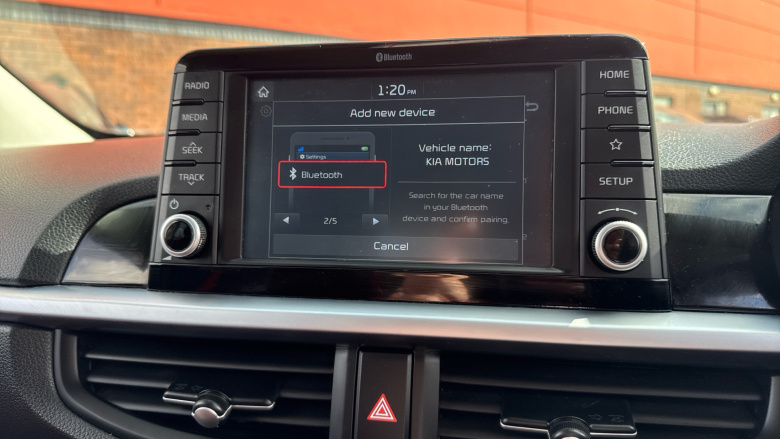 Bluetooth
RADIO
MEDIA
SEEK
TRACK
1:20 PM
Add new device
Settings
Bluetooth
2/5
Vehicle name:
KIA MOTORS
Search for the car name
in your Bluetooth
device and confirm pairing.
Cancel
HOME
PHONE
SETUP